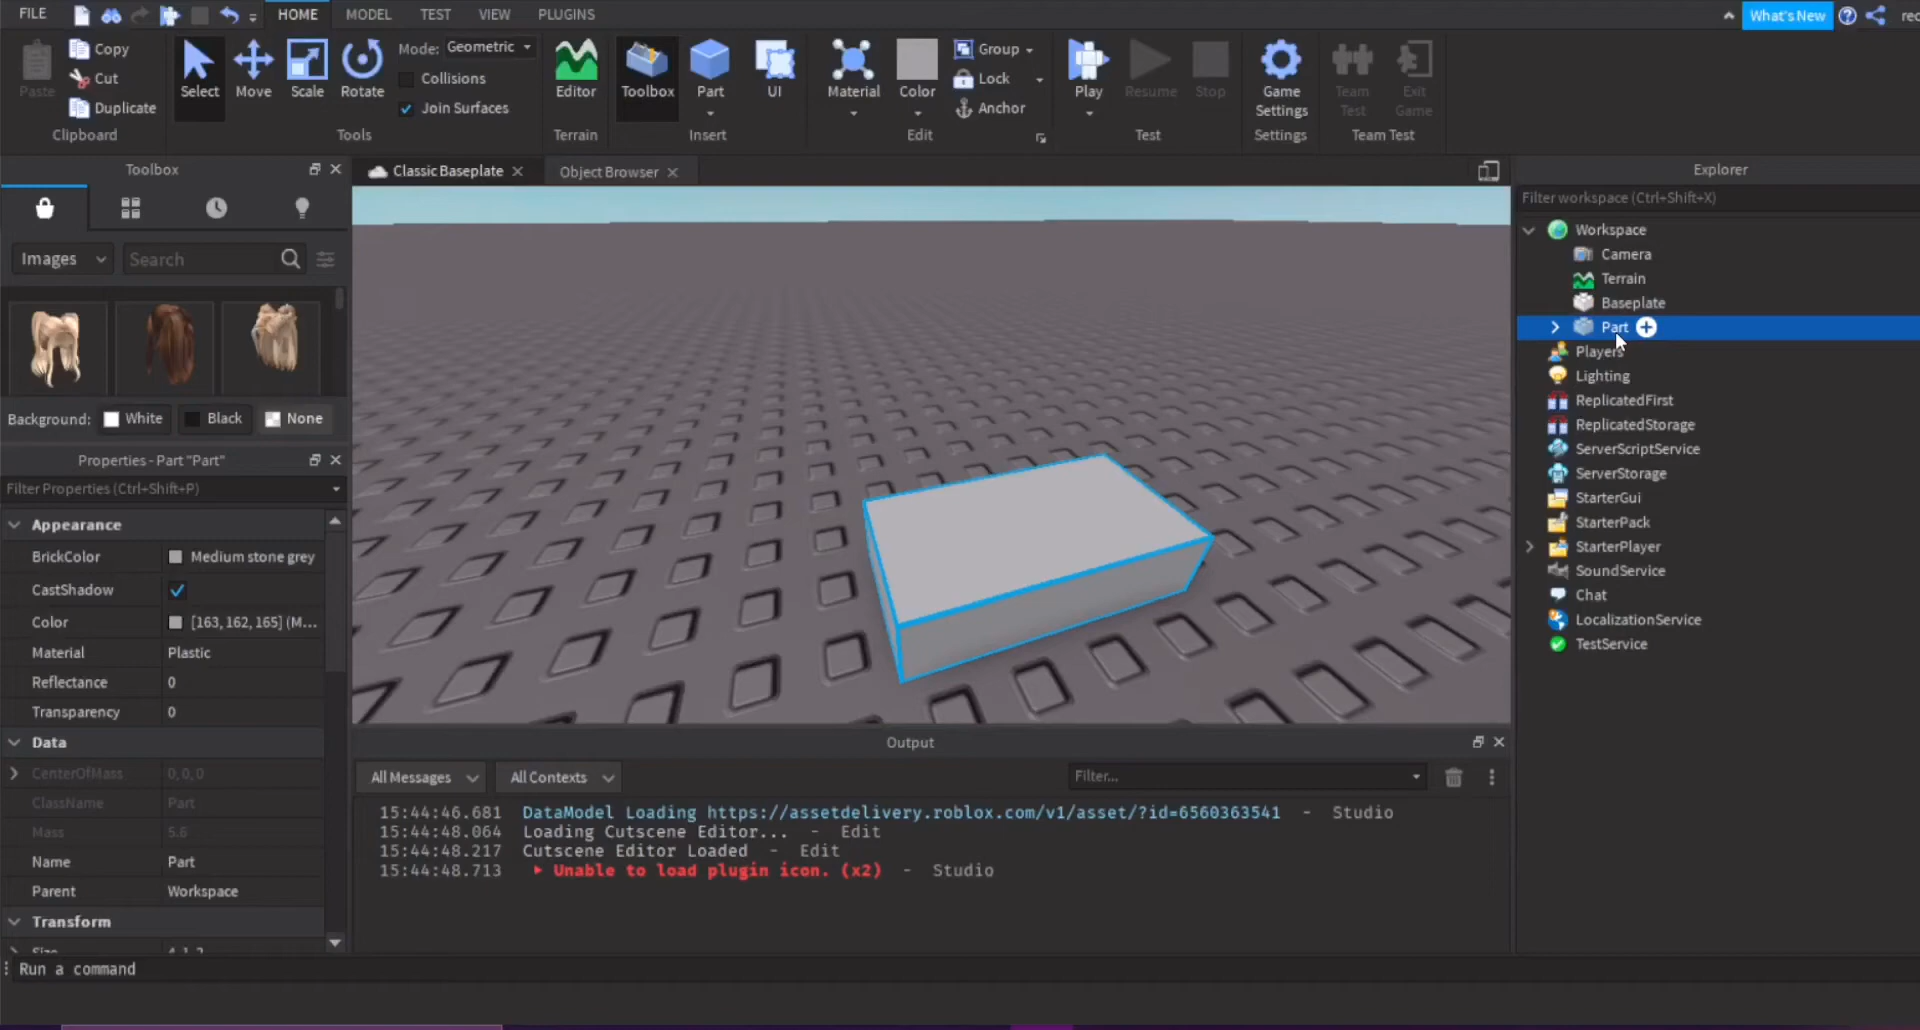 FILE HOME MODEL TEST VIEW PLUGINS What's New
Copy Mode: Geometric Group
Cut Collisions Lock
Paste Select Move Scale Rotate Editor Toolbox Part UI Material Color Play Resume Stop Game Settings Team Test Exit Game
Duplicate Join Surfaces Anchor
Clipboard Tools Terrain Insert Edit Test Settings Team Test
Toolbox
Images Search
Background: White Black None
Properties - Part "Part"
Filter Properties (Ctrl+Shift+P)
Appearance
BrickColor Medium stone grey
CastShadow
Color [163, 162, 165] (M...
Material Plastic
Reflectance 0
Transparency 0
Data
CenterOfMass 0,0,0
ClassName Part
Mass 5.6
Name Part
Parent Workspace
Transform
Classic Baseplate Object Browser
Output
All Messages All Contexts Filter...
15:44:46.681 DataModel Loading https://assetdelivery.roblox.com/v1/asset/?id=6560363541 - Studio
15:44:48.064 Loading Cutscene Editor... - Edit
15:44:48.217 Cutscene Editor Loaded - Edit
15:44:48.713 Unable to load plugin icon. (x2) - Studio
Explorer
Filter workspace (Ctrl+Shift+X)
Workspace
Camera
Terrain
Baseplate
Part
Players
Lighting
ReplicatedFirst
ReplicatedStorage
ServerScriptService
ServerStorage
StarterGui
StarterPack
StarterPlayer
SoundService
Chat
LocalizationService
TestService
Run a command